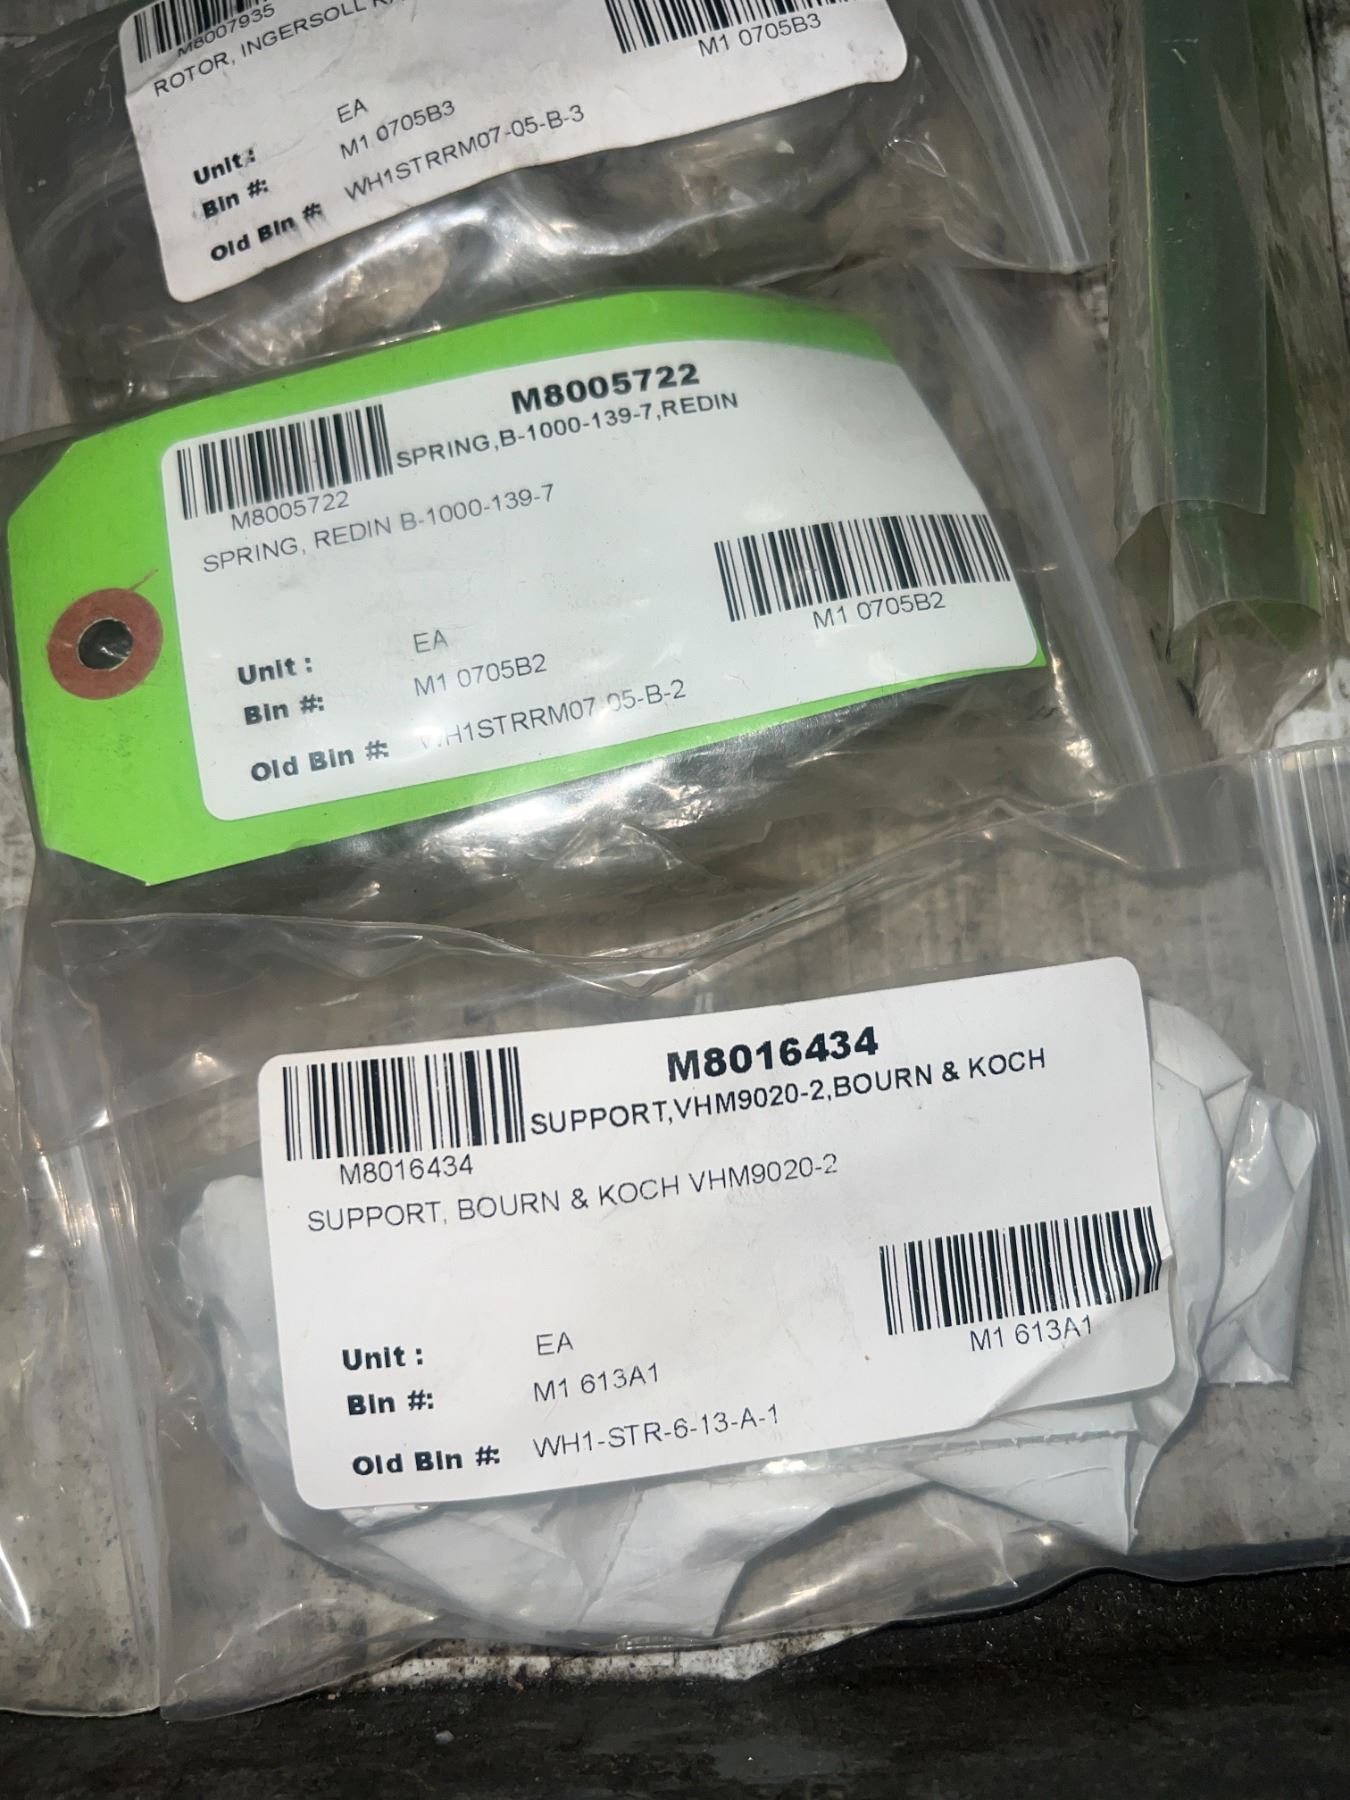 M8007935
ROTOR, INGERSOLL
M1 0705B3
Unit: EA
Bin #: M1 0705B3
Old Bin #: WH1STRRM07-05-B-3
M8005722
SPRING,B-1000-139-7,REDIN
M8005722
SPRING, REDIN B-1000-139-7
M1 0705B2
Unit : EA
Bin #: M1 0705B2
Old Bin #: WH1STRRM07-05-B-2
M8016434
SUPPORT,VHM9020-2,BOURN & KOCH
M8016434
SUPPORT, BOURN & KOCH VHM9020-2
M1 613A1
Unit : EA
Bin #: M1 613A1
Old Bin #: WH1-STR-6-13-A-1